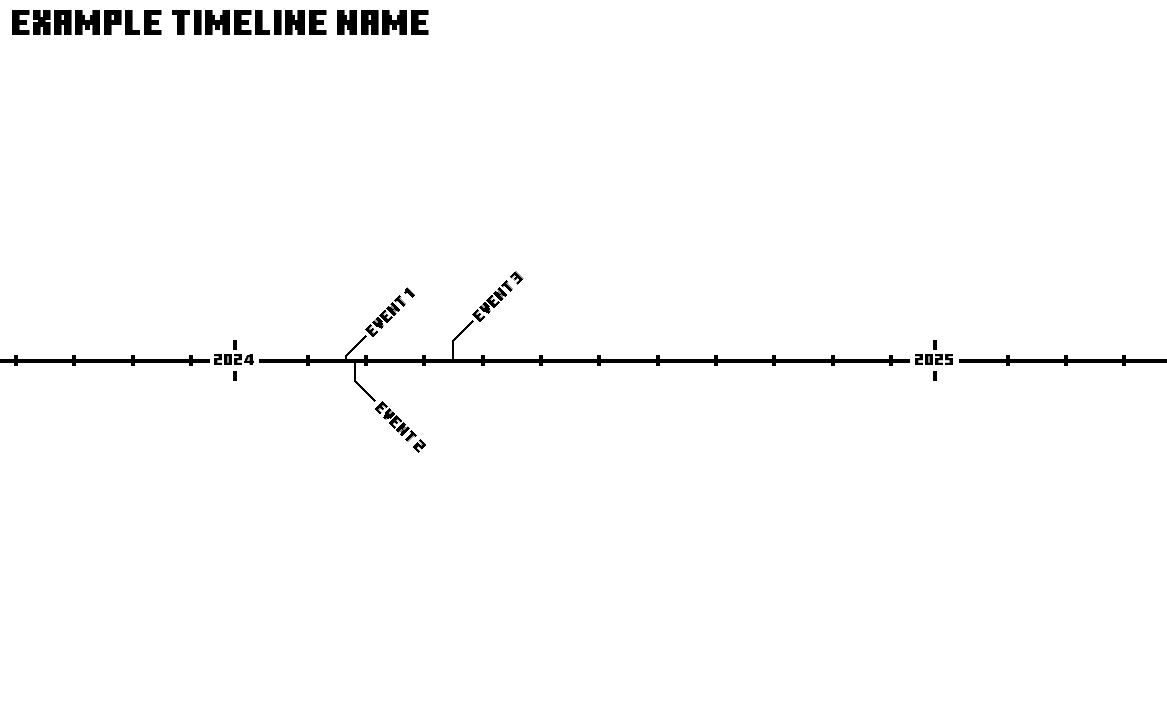 EXAMPLE TIMELINE NAME
EVENT 1
EVENT 3
2024
2025
EVENT 2